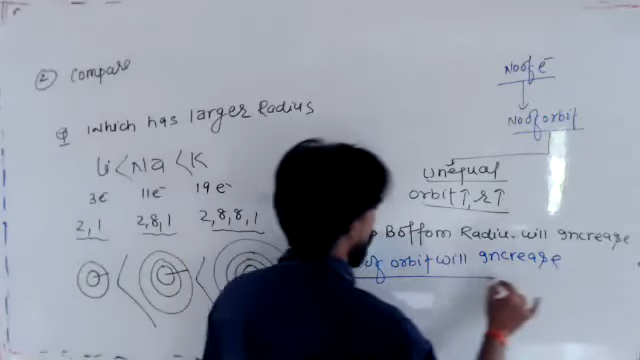 ② Compare
Q Which has larger Radius
Li < Na < K
3e 11e⁻ 19e⁻
2,1 2,8,1 2,8,8,1
No of e⁻
No of orbit
Unequal
orbit↑, r↑
Bottom Radius will increase
of orbit will increase